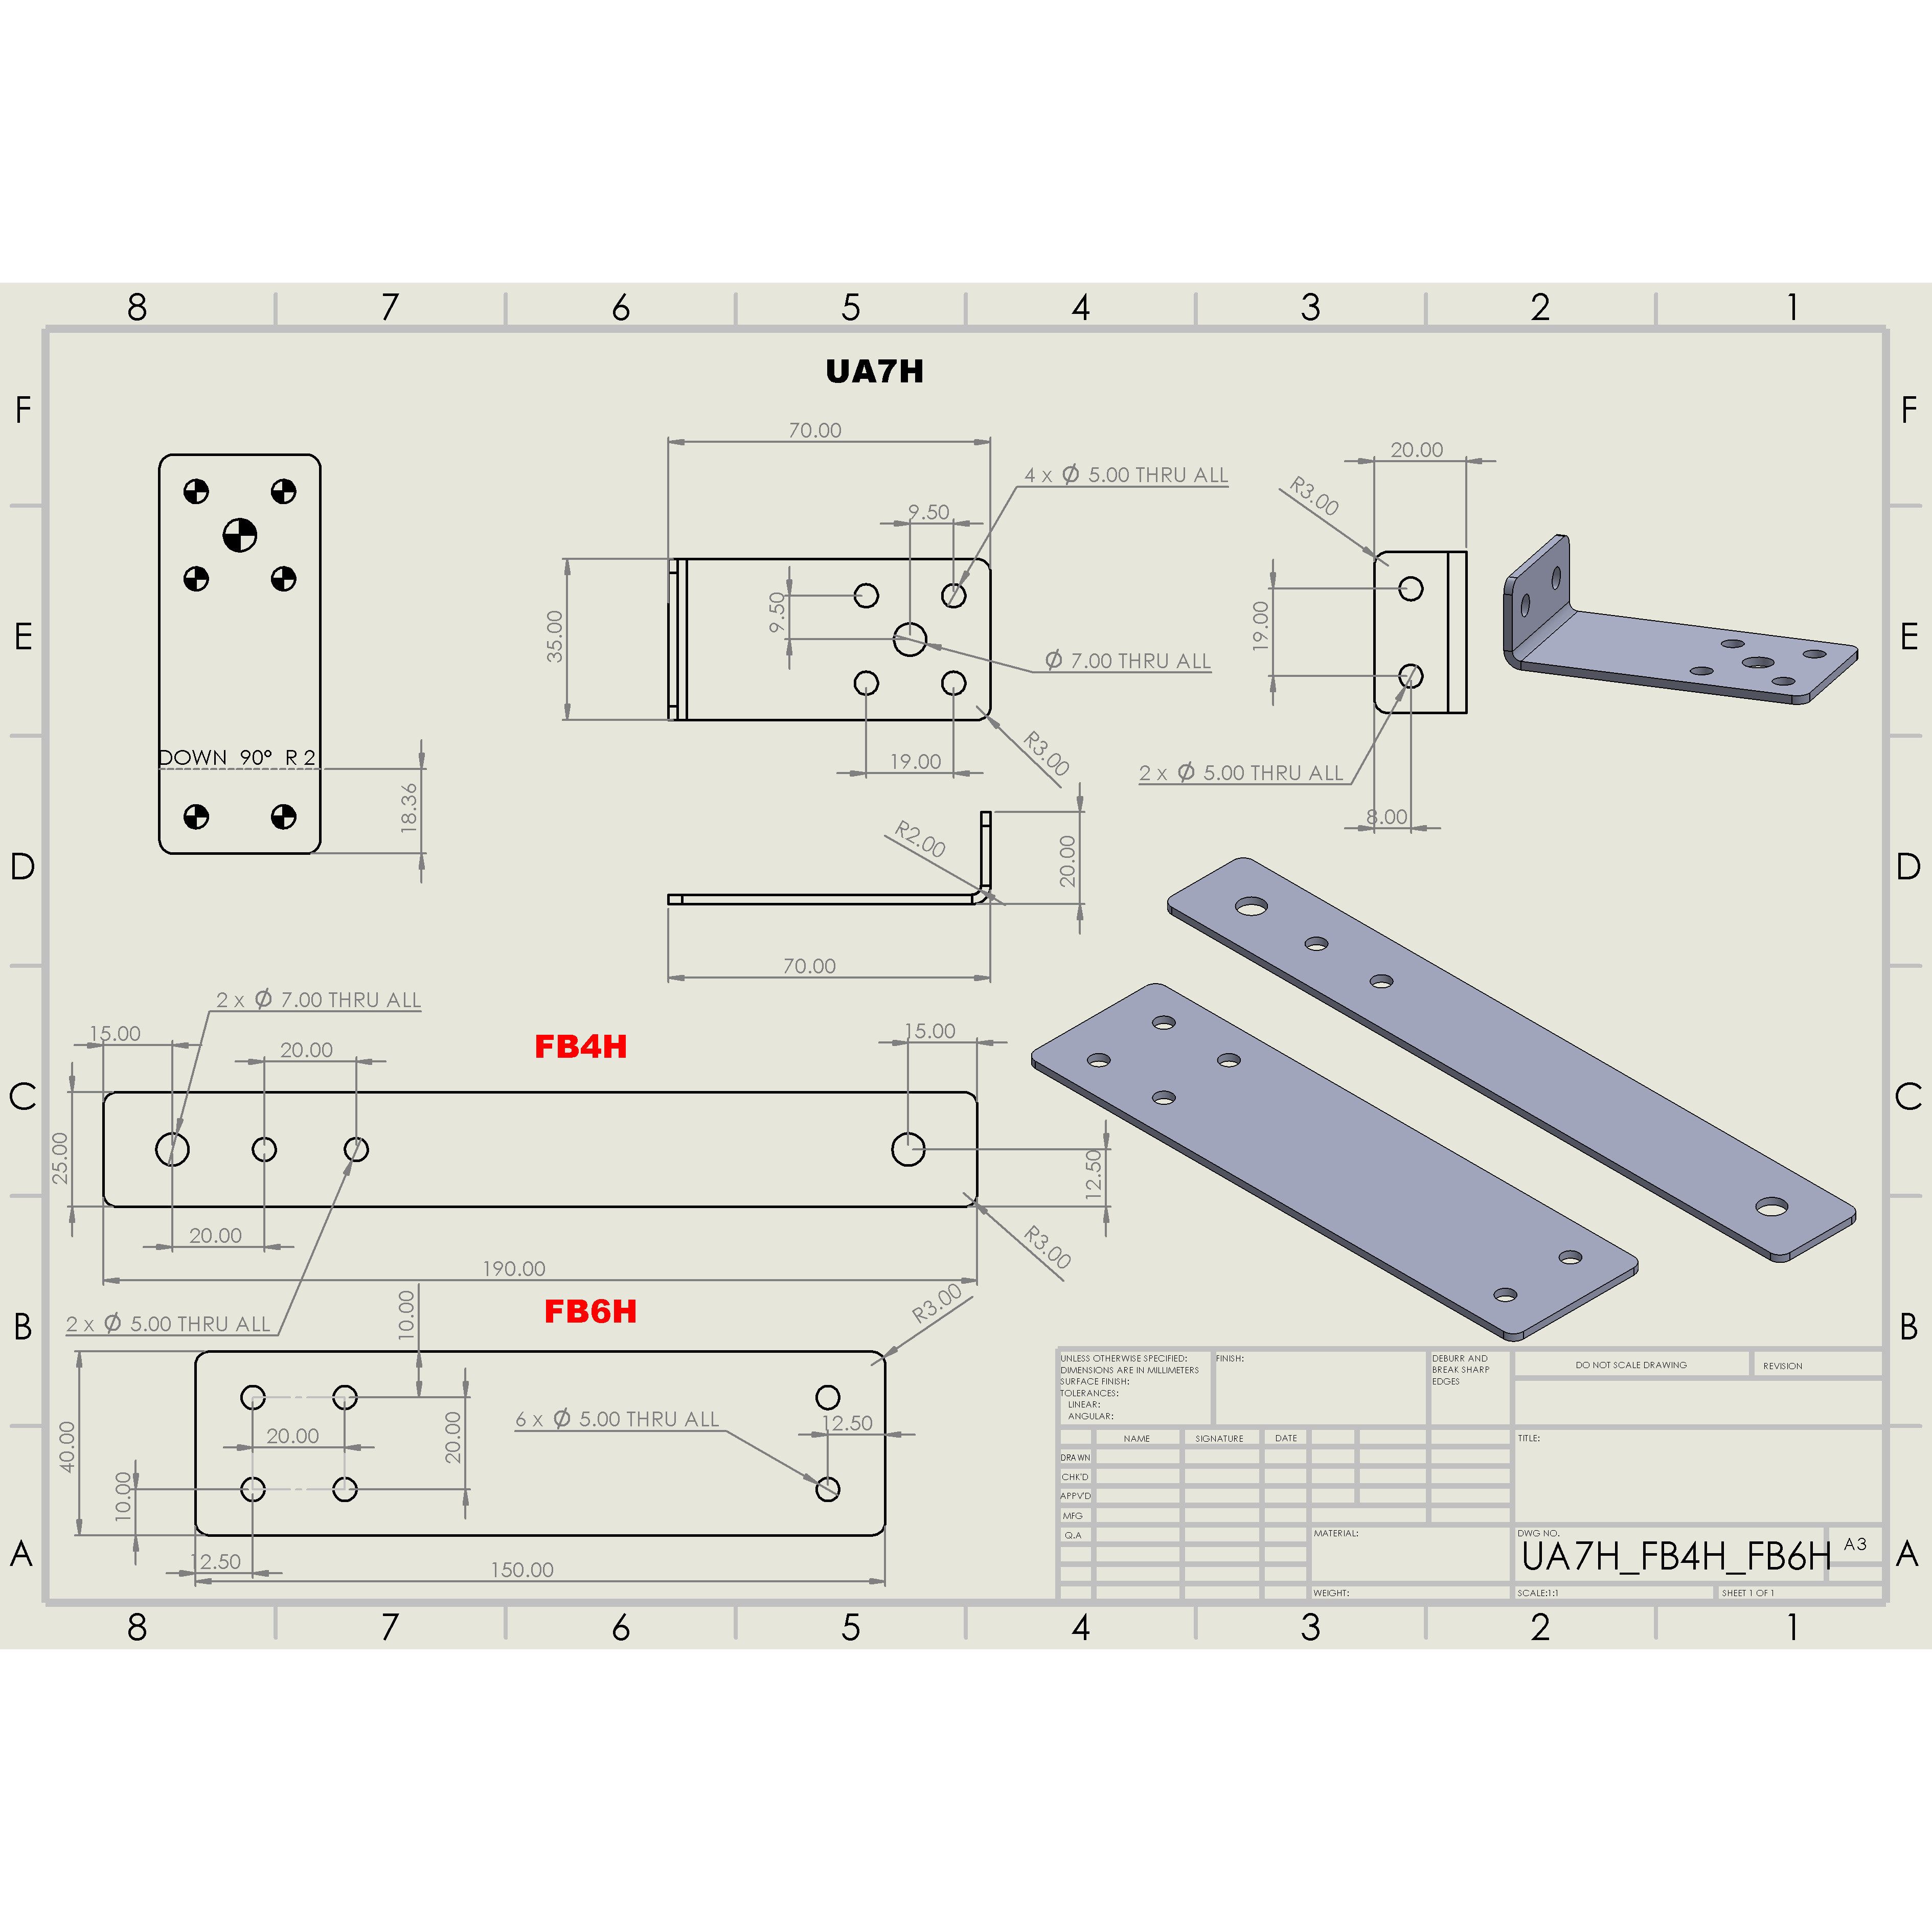 8 7 6 5 4 3 2 1
F F
E E
D D
C C
B B
A A
UA7H
DOWN 90° R 2
18.36
70.00
4 x Ø 5.00 THRU ALL
9.50
9.50
35.00
Ø 7.00 THRU ALL
19.00
R3.00
20.00
R3.00
19.00
2 x Ø 5.00 THRU ALL
8.00
R2.00
20.00
70.00
FB4H
2 x Ø 7.00 THRU ALL
15.00
20.00
15.00
25.00
12.50
20.00
R3.00
190.00
2 x Ø 5.00 THRU ALL
FB6H
10.00
R3.00
40.00
20.00
20.00
6 x Ø 5.00 THRU ALL
12.50
10.00
12.50
150.00
UNLESS OTHERWISE SPECIFIED:
DIMENSIONS ARE IN MILLIMETERS
SURFACE FINISH:
TOLERANCES:
LINEAR:
ANGULAR:
FINISH:
DEBURR AND
BREAK SHARP
EDGES
DO NOT SCALE DRAWING
REVISION
NAME SIGNATURE DATE
DRAWN
CHK'D
APPV'D
MFG
Q.A
TITLE:
MATERIAL:
DWG NO.
UA7H_FB4H_FB6H
A3
WEIGHT:
SCALE:1:1
SHEET 1 OF 1
8 7 6 5 4 3 2 1